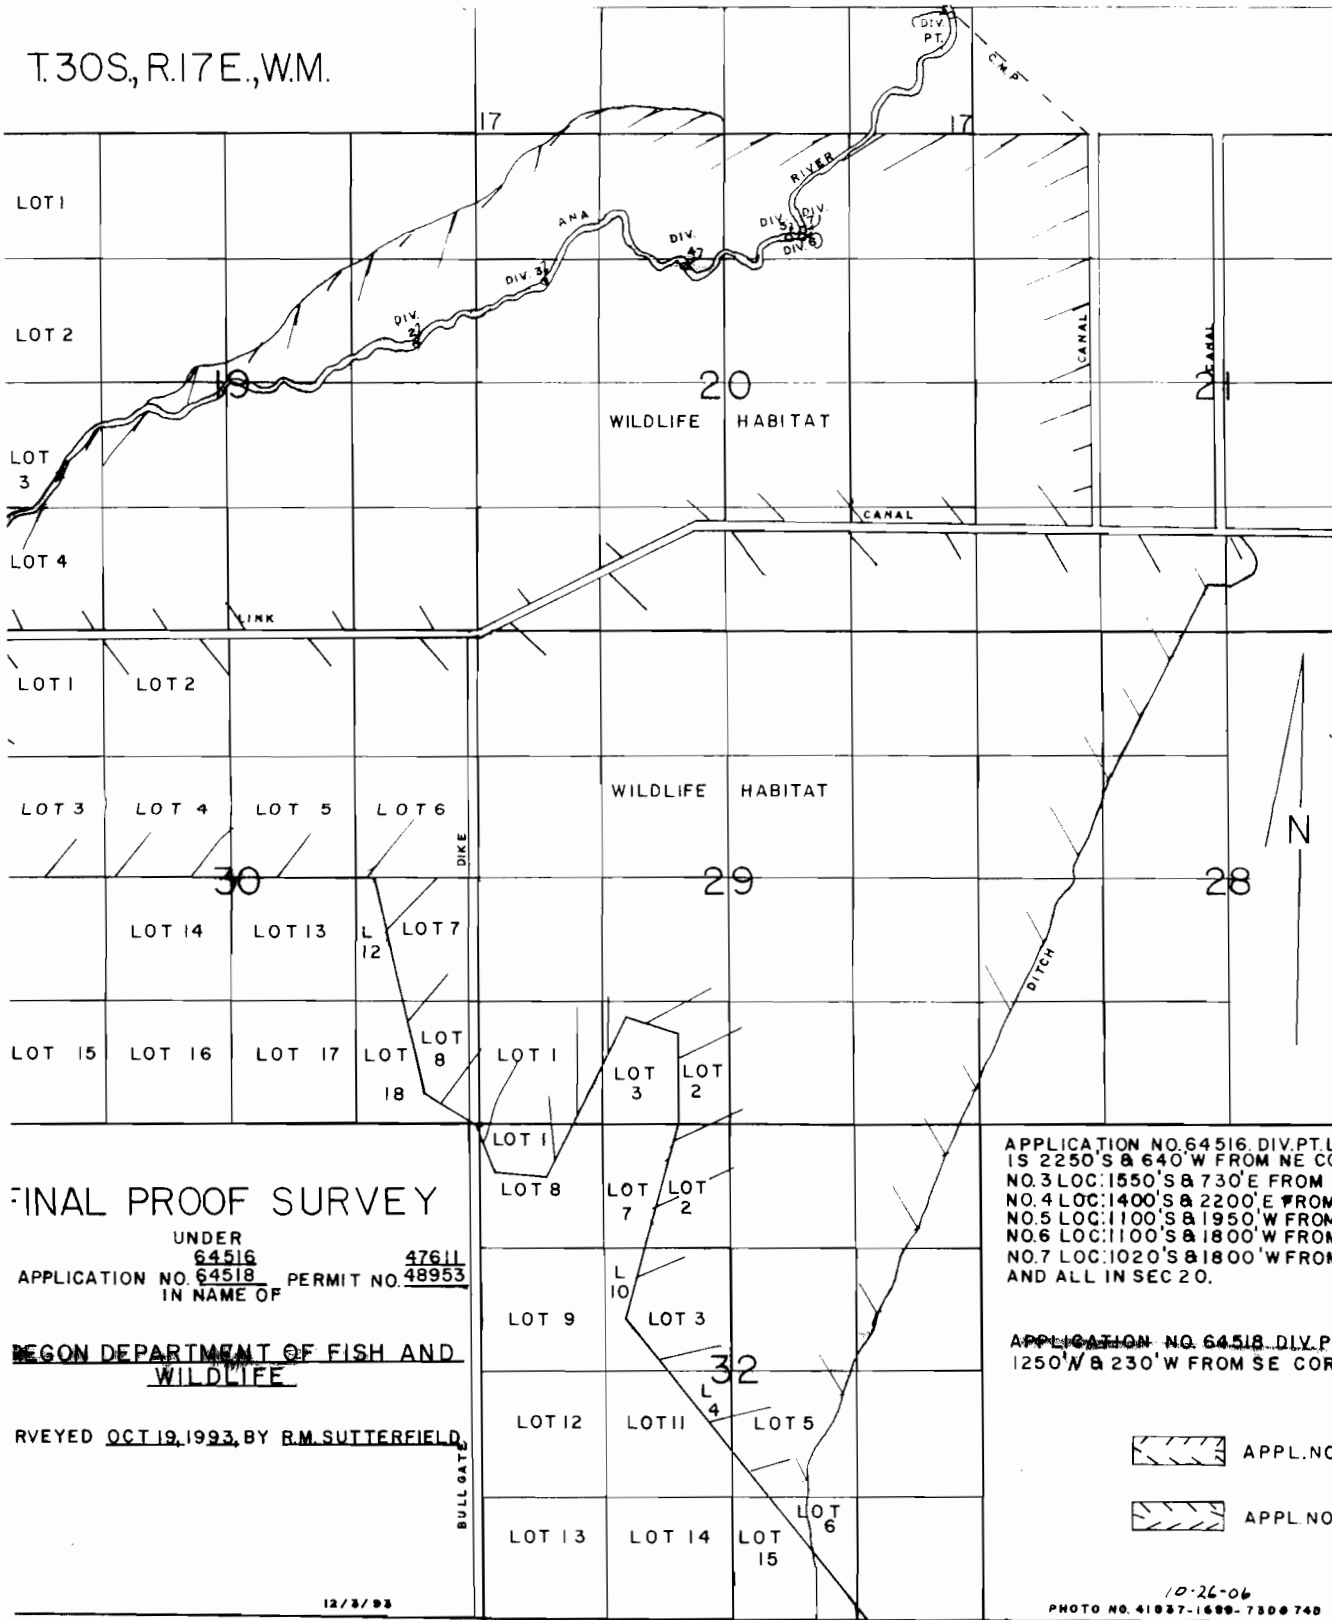 T.30S., R.17E., W.M.
DIV.
PT.
C.M.P.
17
17
LOT 1
ANA
RIVER
DIV.
DIV.
5
7
DIV. 6
DIV.
4
DIV. 3
DIV.
2
LOT 2
CANAL
CANAL
19
20
21
WILDLIFE HABITAT
LOT
3
CANAL
LOT 4
LINK
LOT 1
LOT 2
WILDLIFE HABITAT
LOT 3
LOT 4
LOT 5
LOT 6
DIKE
N
30
29
28
LOT 14
LOT 13
L
12
LOT 7
DITCH
LOT 15
LOT 16
LOT 17
LOT
18
LOT
8
LOT 1
LOT
3
LOT
2
LOT 1
LOT 8
LOT
7
LOT
2
APPLICATION NO. 64516. DIV. PT. L
IS 2250'S & 640'W FROM NE CO
NO.3 LOC: 1550'S & 730'E FROM
NO.4 LOC: 1400'S & 2200'E FROM
NO.5 LOC: 1100'S & 1950'W FROM
NO.6 LOC: 1100'S & 1800'W FROM
NO.7 LOC: 1020'S & 1800'W FROM
AND ALL IN SEC 20.
FINAL PROOF SURVEY
UNDER
64516 47611
APPLICATION NO. 64518 PERMIT NO. 48953
IN NAME OF
L
10
LOT 9
LOT 3
REGON DEPARTMENT OF FISH AND
WILDLIFE
APPLICATION NO 64518 DIV. P
1250'N & 230'W FROM SE COR
32
L
4
LOT 12
LOT 11
LOT 5
RVEYED OCT 19, 1993, BY R.M. SUTTERFIELD
BULLGATE
APPL. NO
APPL. NO
LOT 13
LOT 14
LOT
15
LOT
6
12/3/93
10-26-06